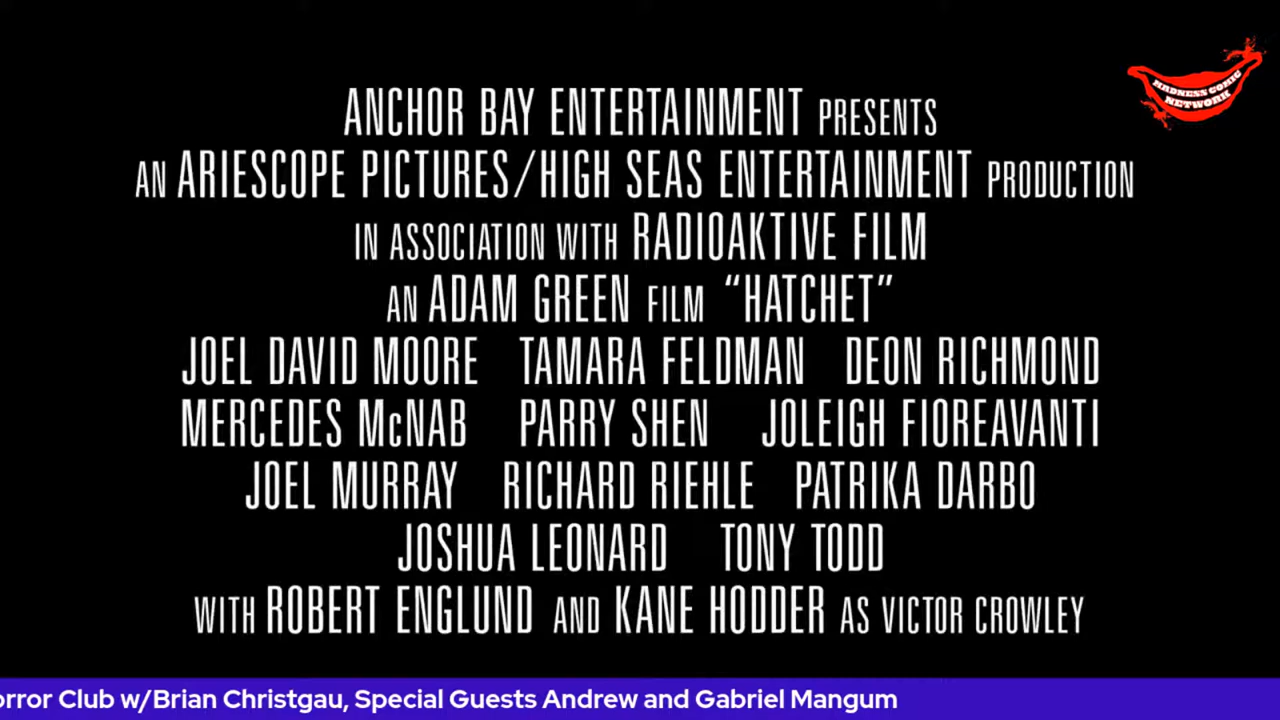 MADNESS COMIC
NETWORK
ANCHOR BAY ENTERTAINMENT PRESENTS
AN ARIESCOPE PICTURES/HIGH SEAS ENTERTAINMENT PRODUCTION
IN ASSOCIATION WITH RADIOAKTIVE FILM
AN ADAM GREEN FILM “HATCHET”
JOEL DAVID MOORE TAMARA FELDMAN DEON RICHMOND
MERCEDES McNAB PARRY SHEN JOLEIGH FIOREAVANTI
JOEL MURRAY RICHARD RIEHLE PATRIKA DARBO
JOSHUA LEONARD TONY TODD
WITH ROBERT ENGLUND AND KANE HODDER AS VICTOR CROWLEY
orror Club w/Brian Christgau, Special Guests Andrew and Gabriel Mangum